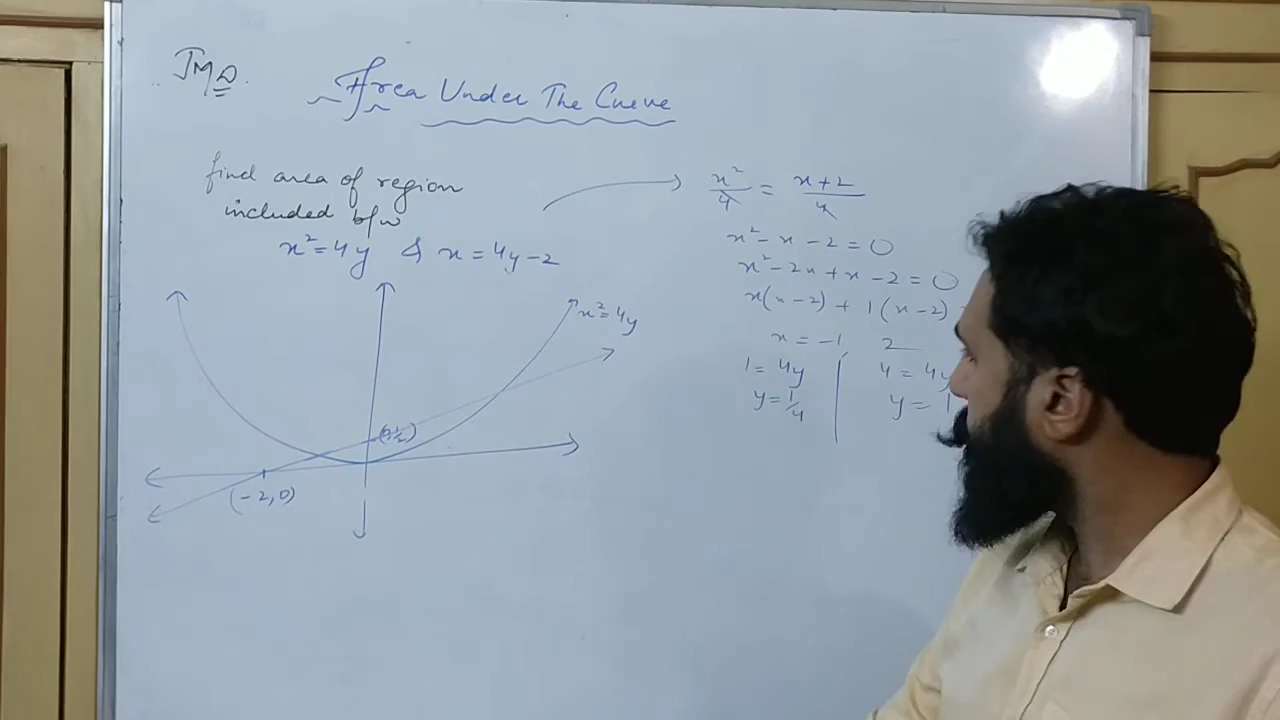 JMD.
Area Under The Curve
find area of region
included b/w
x²=4y & x=4y-2
x²/4 = x+2/4
x²-x-2=0
x²-2x+x-2=0
x(x-2)+1(x-2)
x=-1 2
1=4y 4=4y
y=1/4 y=1
x²=4y
(-2,0)